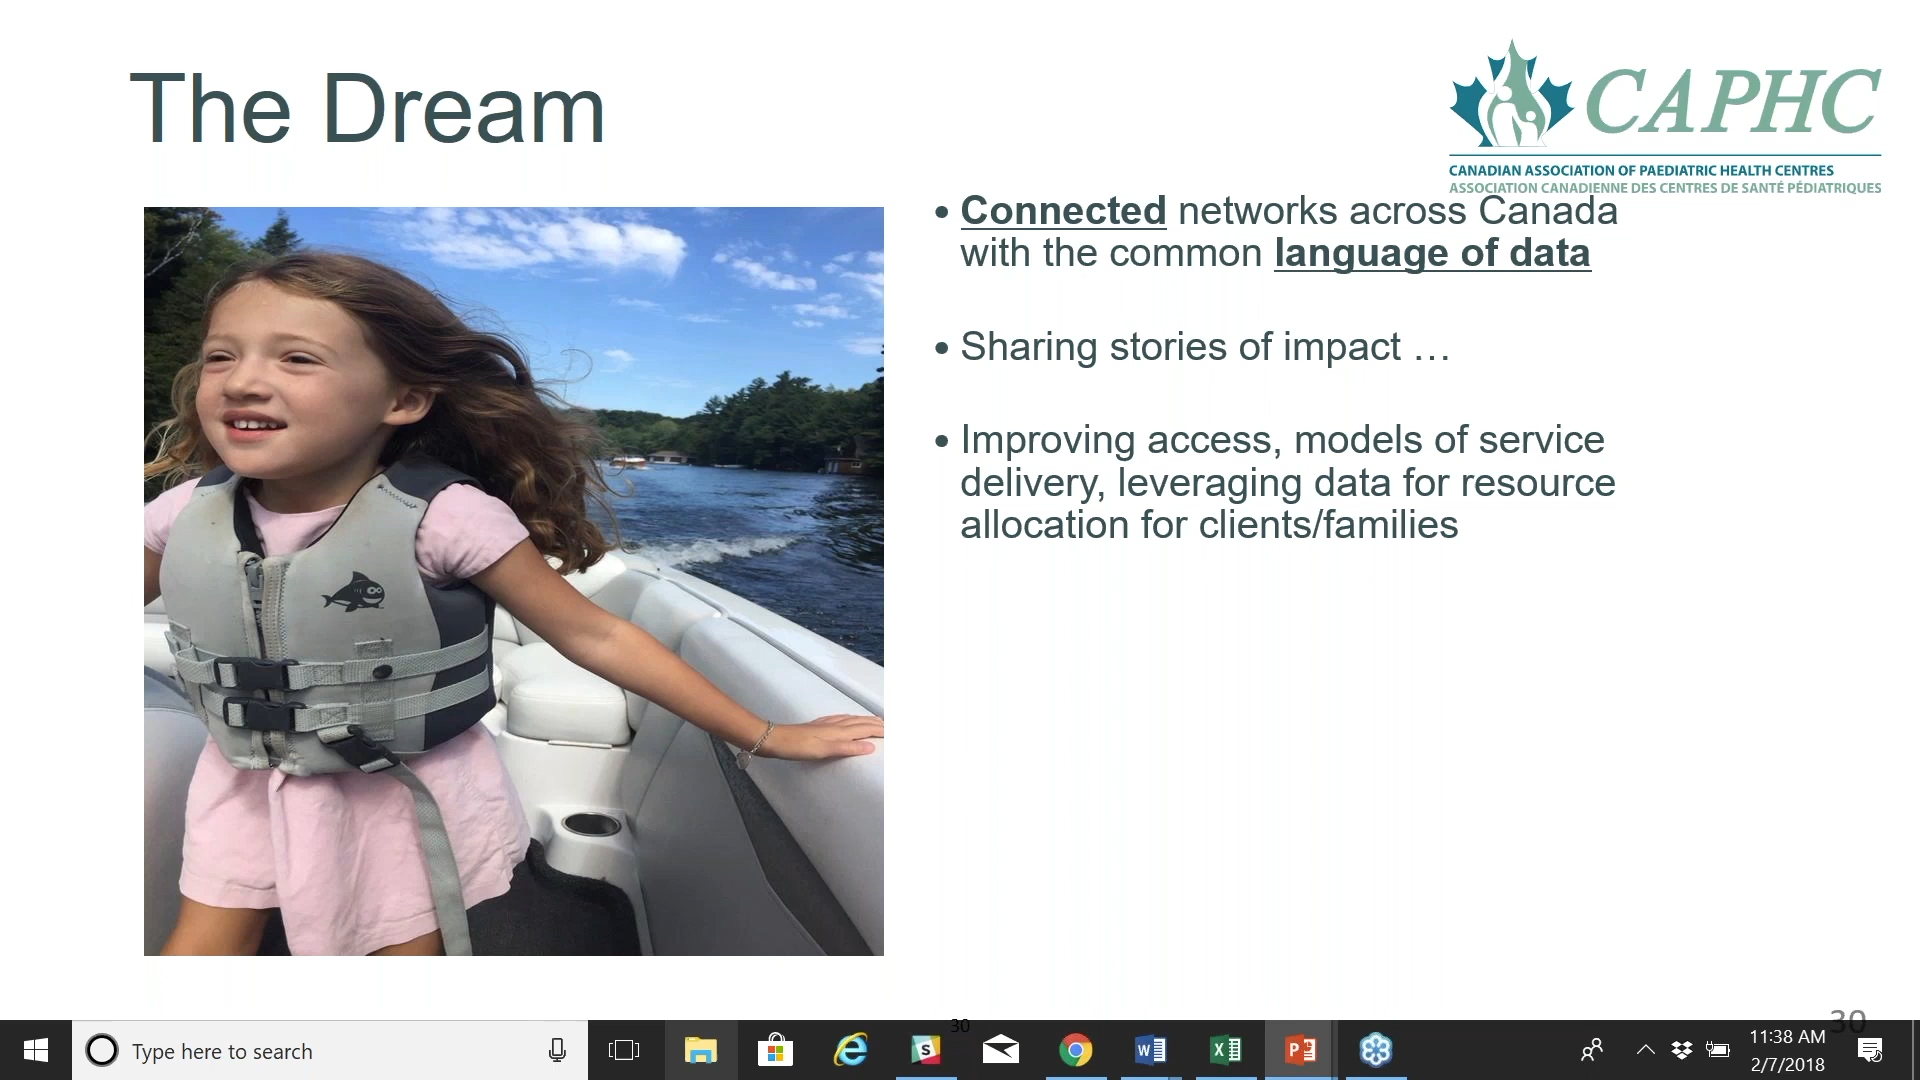 The Dream
CAPHC
CANADIAN ASSOCIATION OF PAEDIATRIC HEALTH CENTRES
ASSOCIATION CANADIENNE DES CENTRES DE SANTÉ PÉDIATRIQUES
• Connected networks across Canada
with the common language of data
• Sharing stories of impact …
• Improving access, models of service
delivery, leveraging data for resource
allocation for clients/families
30
30
Type here to search
11:38 AM
2/7/2018